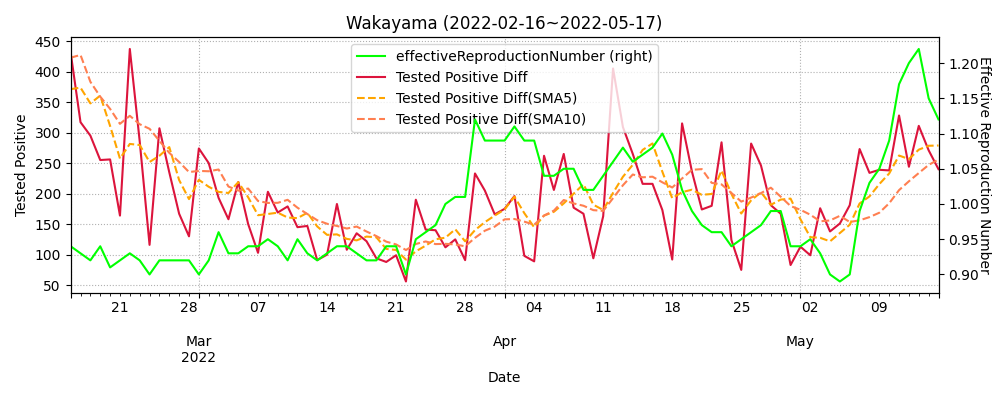 Wakayama (2022-02-16~2022-05-17)
effectiveReproductionNumber (right)
Tested Positive Diff
Tested Positive Diff(SMA5)
Tested Positive Diff(SMA10)
Tested Positive
450
400
350
300
250
200
150
100
50
1.20
1.15
1.10
1.05
1.00
0.95
0.90
Effective Reproduction Number
21 28 07 14 21 28 04 11 18 25 02 09
Mar Apr May
2022
Date